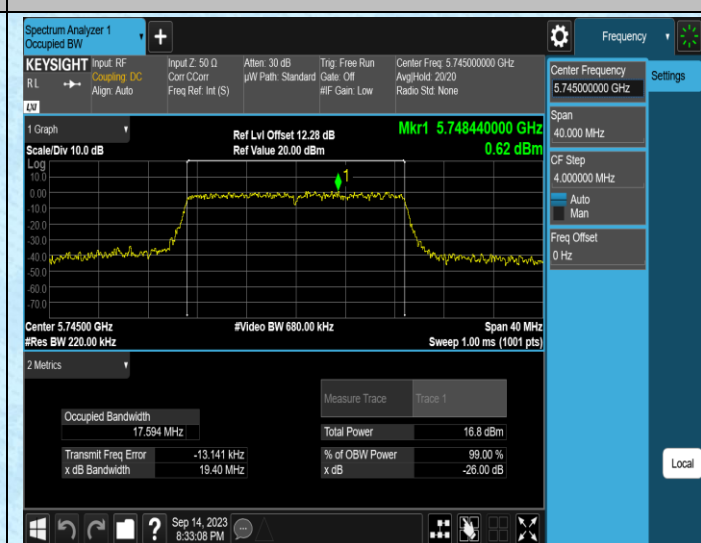 Spectrum Analyzer 1
Occupied BW
Frequency
KEYSIGHT
RL
LXI
Input: RF
Coupling: DC
Align: Auto
Input Z: 50 Ω
Corr CCorr
Freq Ref: Int (S)
Atten: 30 dB
µW Path: Standard
Trig: Free Run
Gate: Off
#IF Gain: Low
Center Freq: 5.745000000 GHz
Avg|Hold: 20/20
Radio Std: None
Center Frequency
5.745000000 GHz
Settings
Span
40.000 MHz
CF Step
4.000000 MHz
Auto
Man
Freq Offset
0 Hz
Local
1 Graph
Scale/Div 10.0 dB
Ref Lvl Offset 12.28 dB
Ref Value 20.00 dBm
Mkr1 5.748440000 GHz
0.62 dBm
Log
10.0
0.00
-10.0
-20.0
-30.0
-40.0
-50.0
-60.0
-70.0
1
Center 5.74500 GHz
#Res BW 220.00 kHz
#Video BW 680.00 kHz
Span 40 MHz
Sweep 1.00 ms (1001 pts)
2 Metrics
Measure Trace
Trace 1
Occupied Bandwidth
17.594 MHz
Total Power
16.8 dBm
Transmit Freq Error
-13.141 kHz
% of OBW Power
99.00 %
x dB Bandwidth
19.40 MHz
x dB
-26.00 dB
Sep 14, 2023
8:33:08 PM